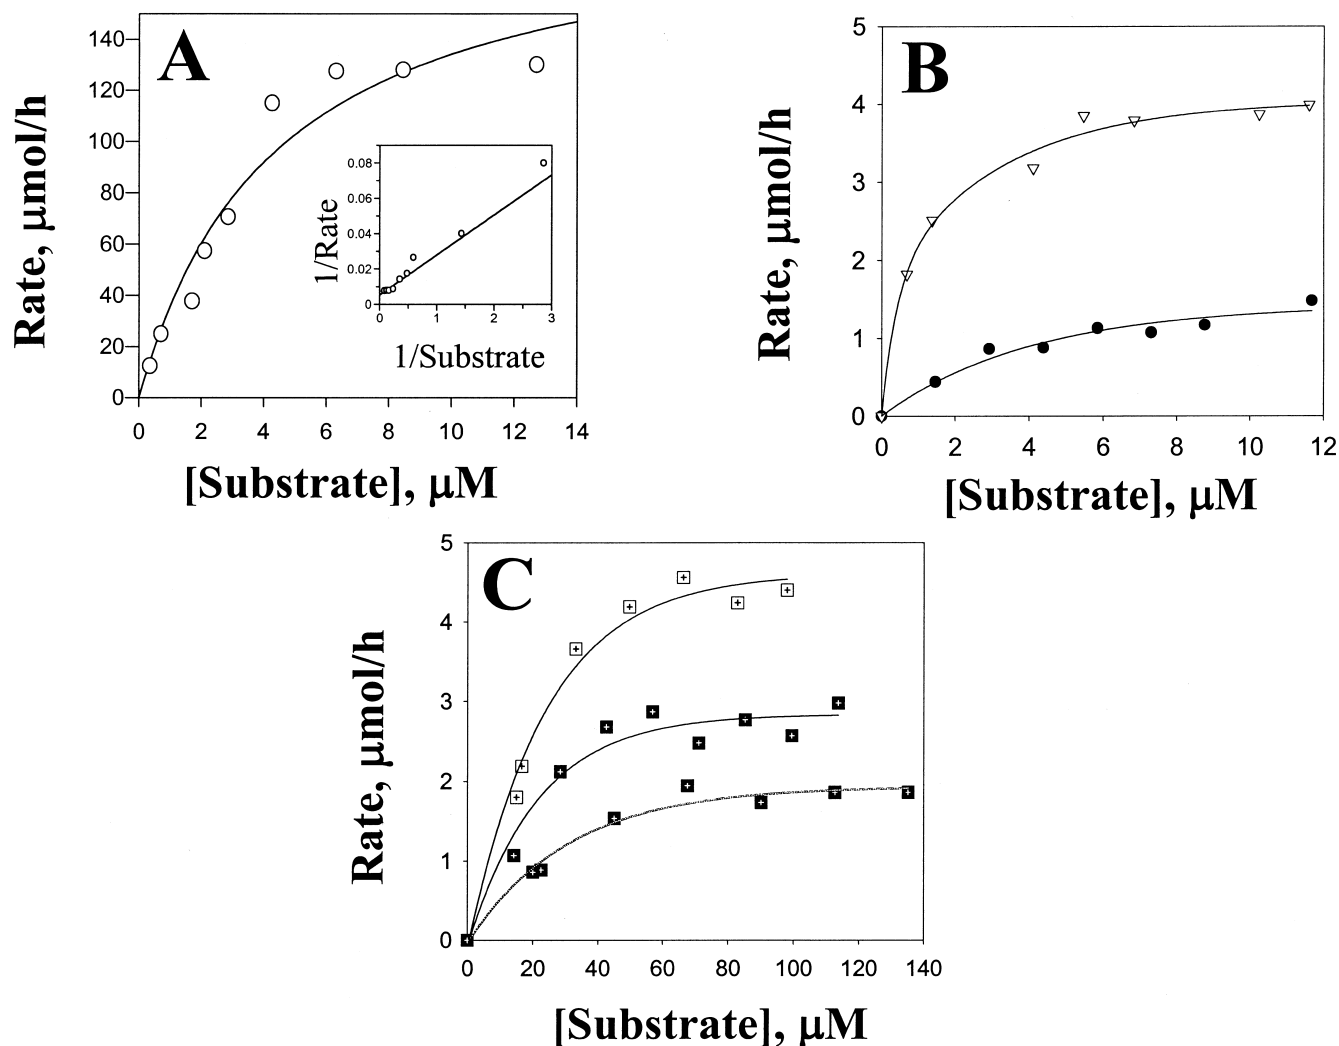 A
Rate, μmol/h
140
120
100
80
60
40
20
0
0 2 4 6 8 10 12 14
[Substrate], μM
1/Rate
0.08
0.06
0.04
0.02
0
0 1 2 3
1/Substrate
B
Rate, μmol/h
5
4
3
2
1
0
0 2 4 6 8 10 12
[Substrate], μM
C
Rate, μmol/h
5
4
3
2
1
0
0 20 40 60 80 100 120 140
[Substrate], μM